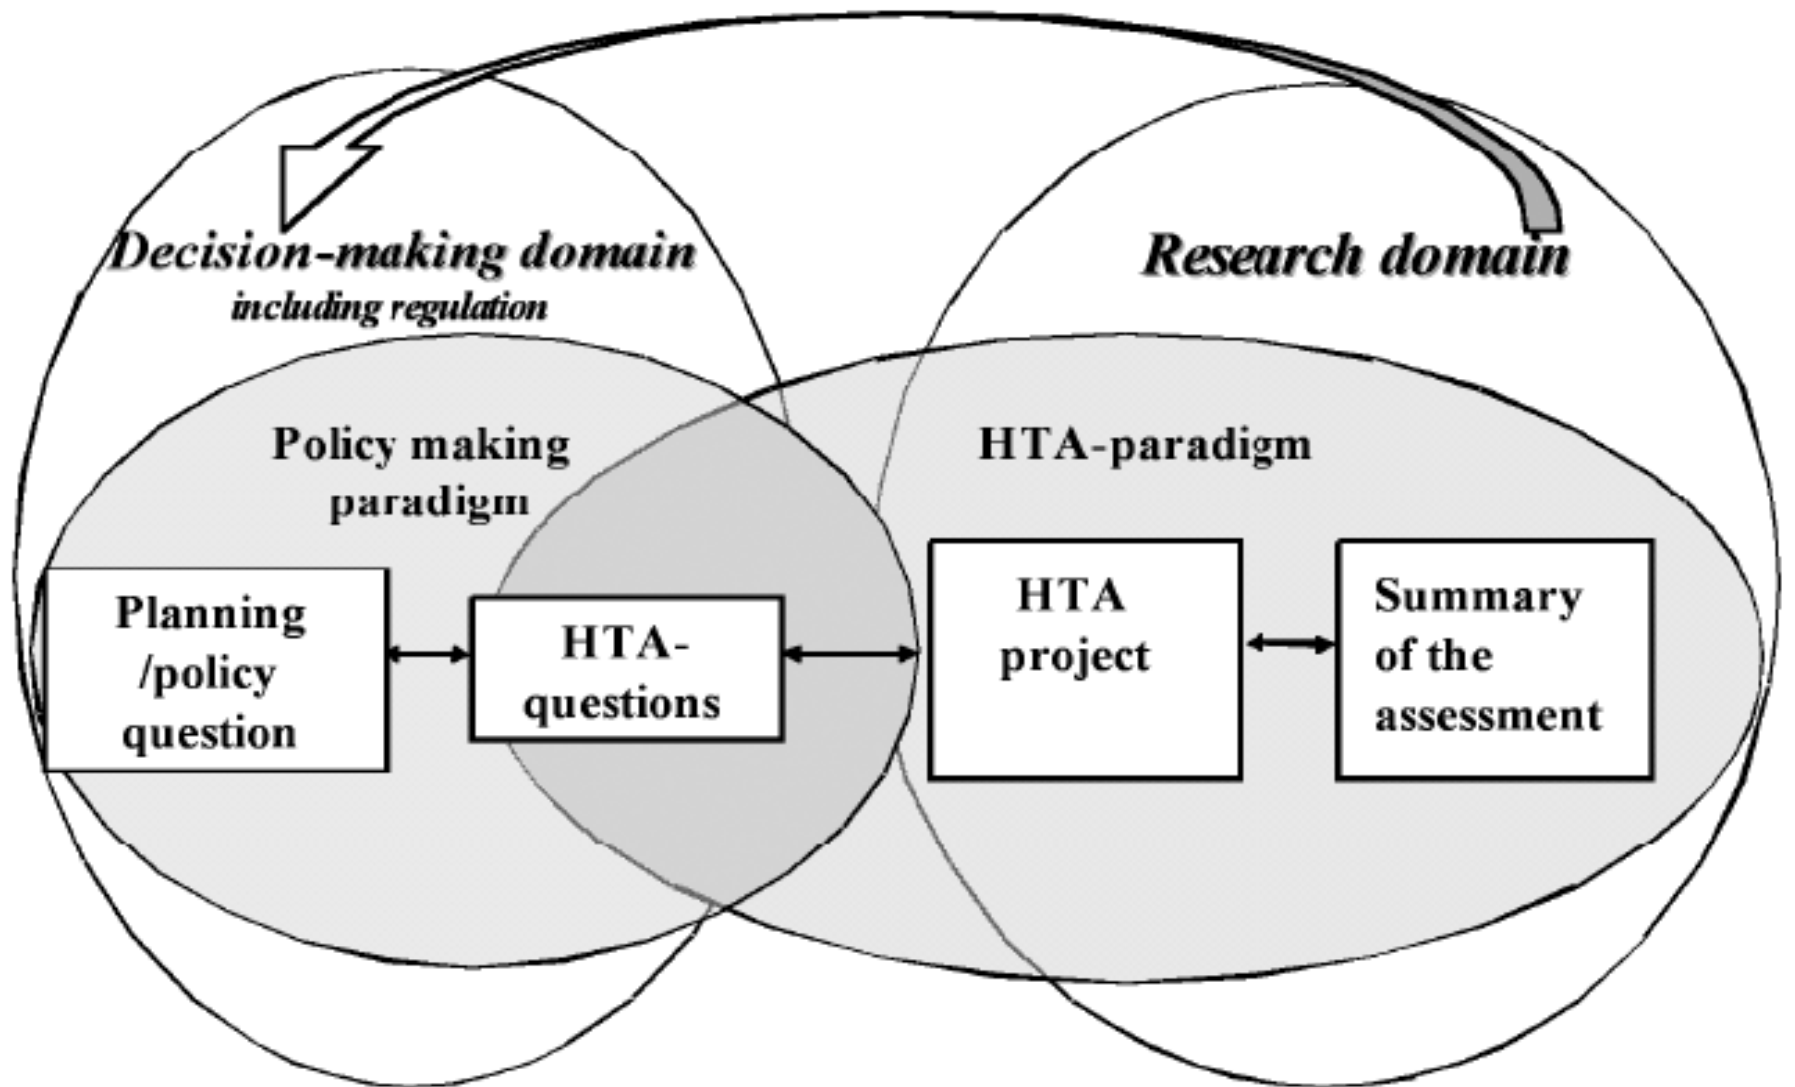 Decision-making domain
including regulation
Research domain
Policy making
paradigm
HTA-paradigm
Planning
/policy
question
HTA-
questions
HTA
project
Summary
of the
assessment